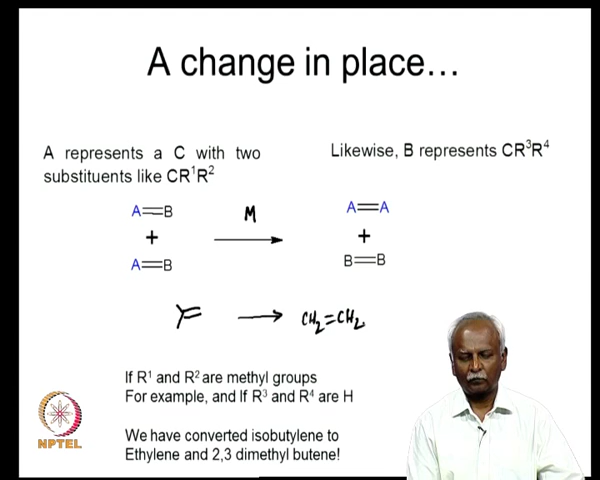 A change in place...
A represents a C with two
substituents like CR¹R²
Likewise, B represents CR³R⁴
A=B
+
A=B
M
A=A
+
B=B
CH₂=CH₂
If R¹ and R² are methyl groups
For example, and If R³ and R⁴ are H
We have converted isobutylene to
Ethylene and 2,3 dimethyl butene!
NPTEL